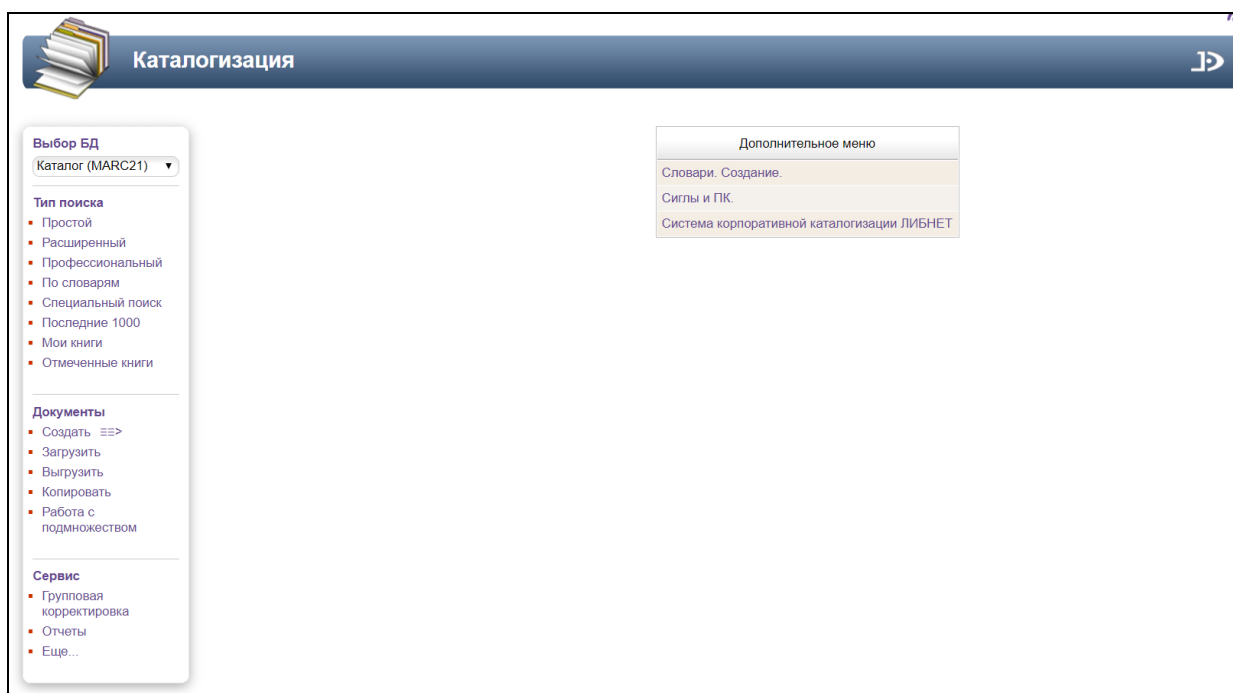 Каталогизация
Выбор БД
Каталог (MARC21)
Тип поиска
Простой
Расширенный
Профессиональный
По словарям
Специальный поиск
Последние 1000
Мои книги
Отмеченные книги
Документы
Создать ==>
Загрузить
Выгрузить
Копировать
Работа с
подмножеством
Сервис
Групповая
корректировка
Отчеты
Еще...
Дополнительное меню
Словари. Создание.
Сиглы и ПК.
Система корпоративной каталогизации ЛИБНЕТ